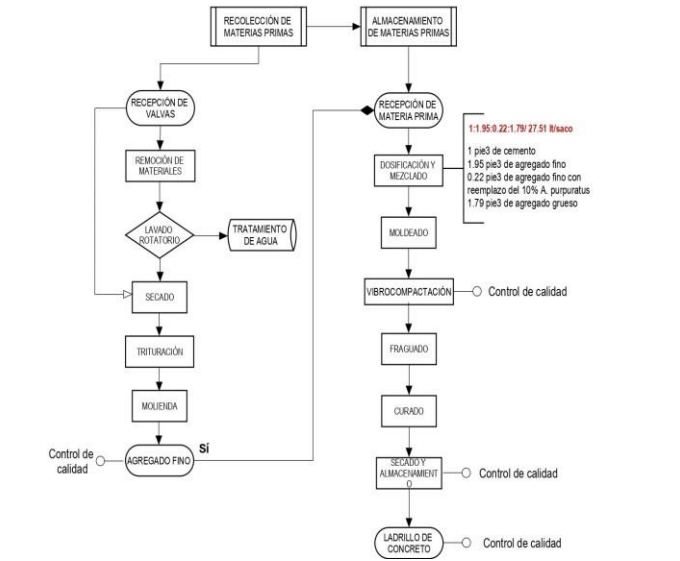 RECOLECCIÓN DE
MATERIAS PRIMAS
ALMACENAMIENTO
DE MATERIAS PRIMAS
RECEPCIÓN DE
VALVAS
REMOCIÓN DE
MATERIALES
LAVADO
ROTATORIO
TRATAMIENTO
DE AGUA
SECADO
TRITURACIÓN
MOLIENDA
Control de
calidad
AGREGADO FINO
Sí
RECEPCIÓN DE
MATERIA PRIMA
DOSIFICACIÓN Y
MEZCLADO
1:1.95:0.22:1.79/ 27.51 lt/saco
1 pie3 de cemento
1.95 pie3 de agregado fino
0.22 pie3 de agregado fino con
reemplazo del 10% A. purpuratus
1.79 pie3 de agregado grueso
MOLDEADO
VIBROCOMPACTACIÓN
Control de calidad
FRAGUADO
CURADO
SECADO Y
ALMACENAMIENT
O
Control de calidad
LADRILLO DE
CONCRETO
Control de calidad